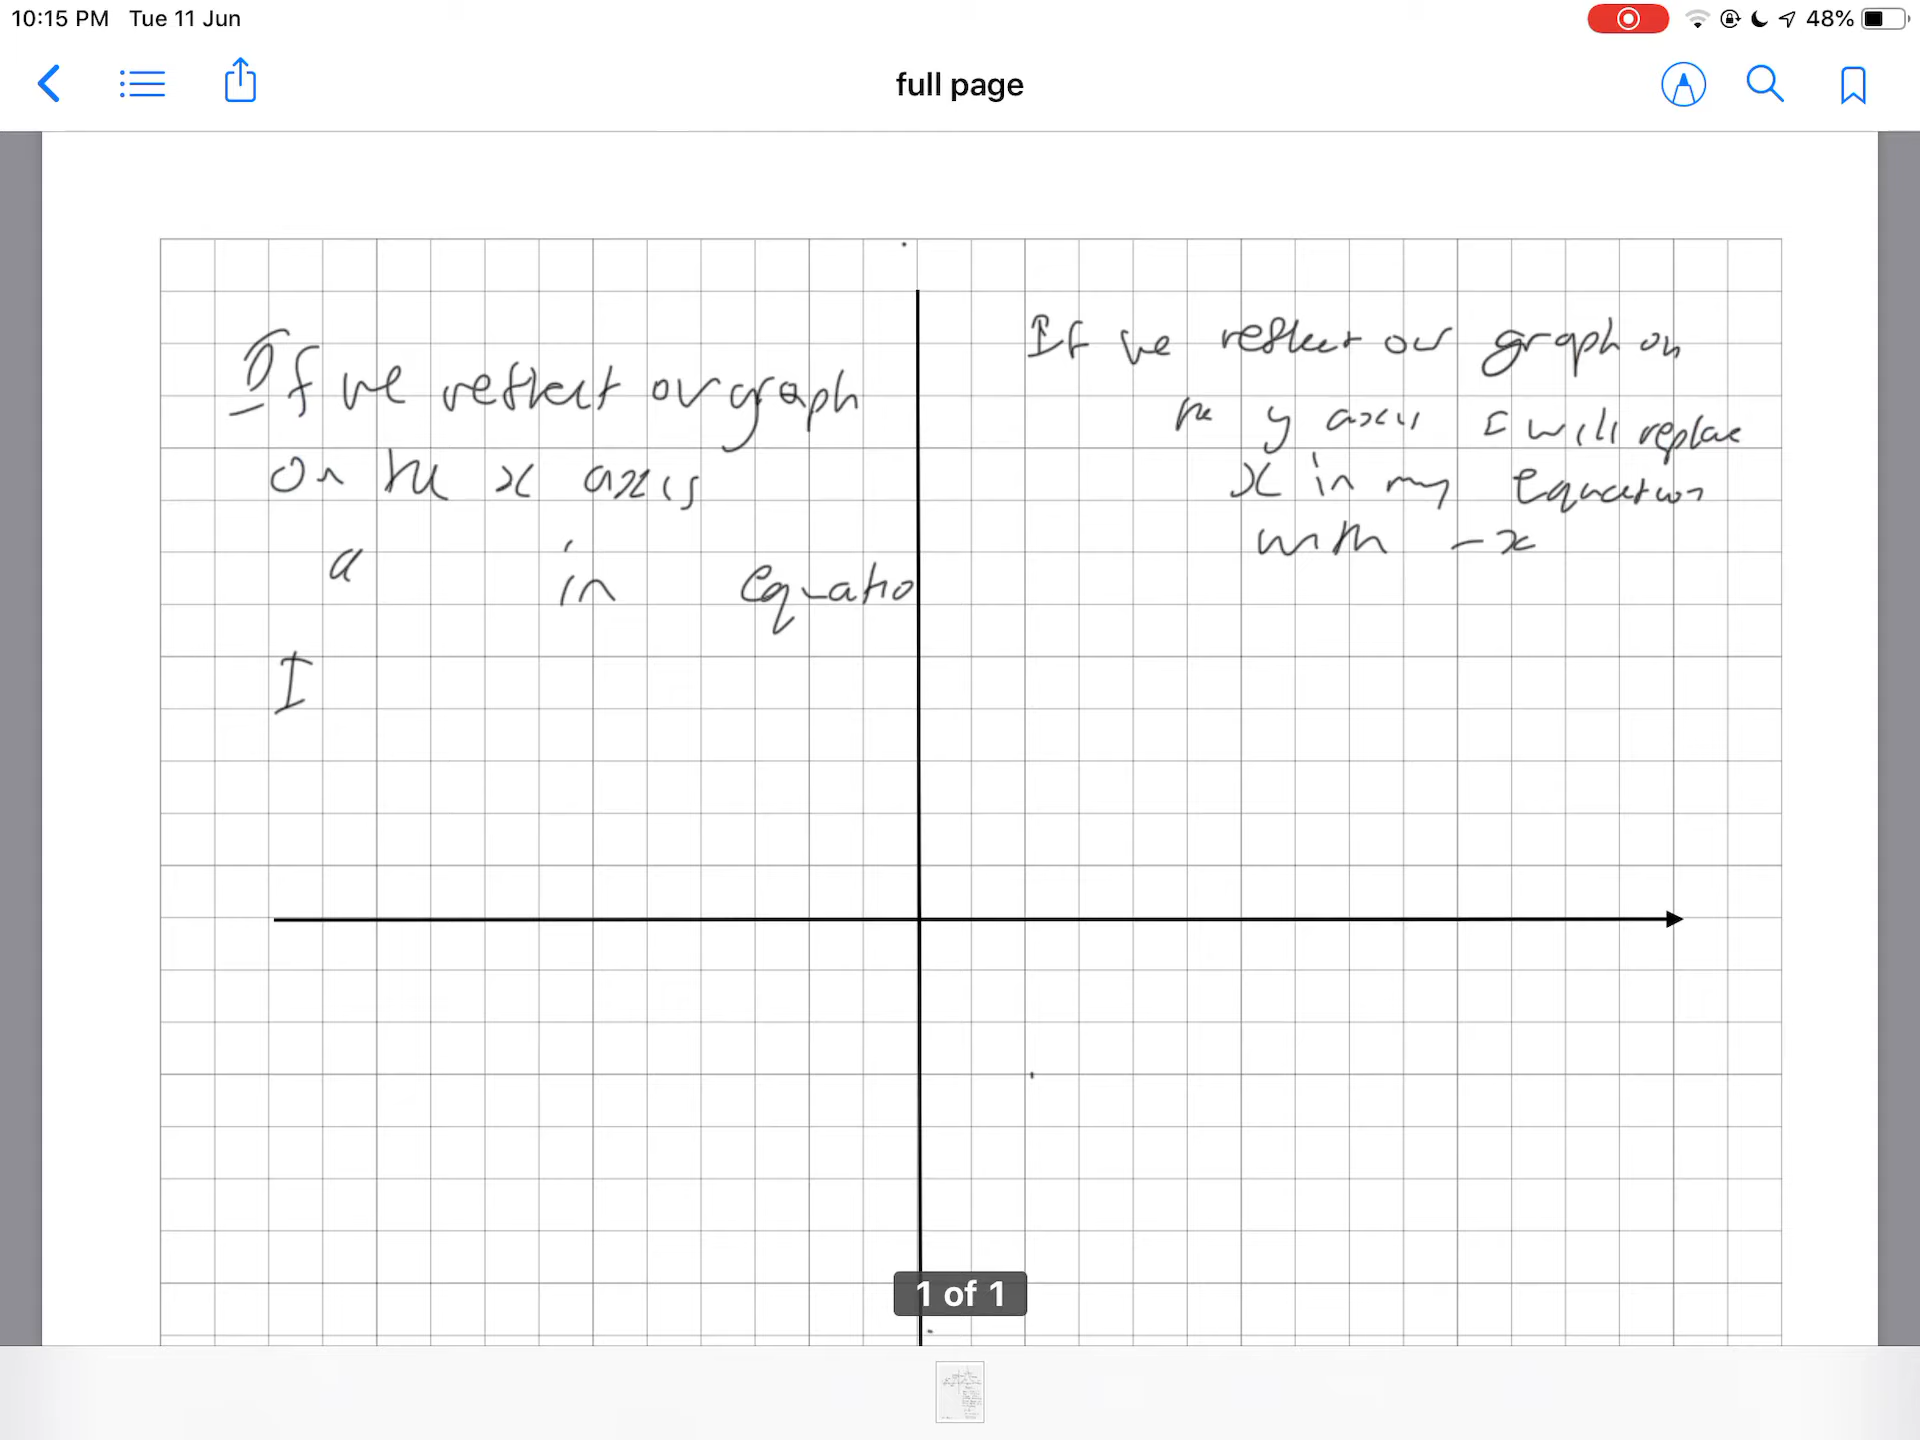 10:15 PM Tue 11 Jun
48%
full page
If we reflect our graph
on the x axis
a in equatio
I
If we reflect our graph on
the y axis I will replace
x in my equation
with -x
1 of 1